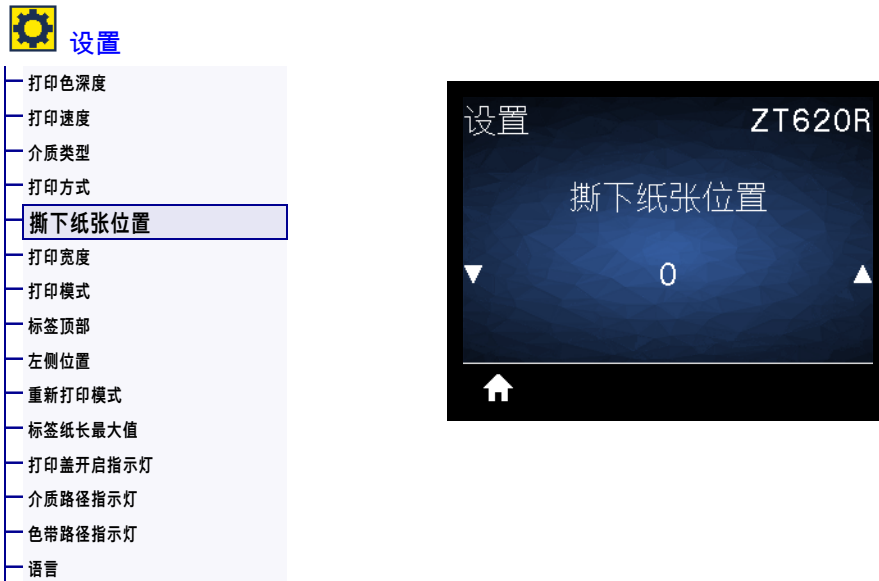 设置
打印色深度
打印速度
介质类型
打印方式
撕下纸张位置
打印宽度
打印模式
标签顶部
左侧位置
重新打印模式
标签纸长最大值
打印盖开启指示灯
介质路径指示灯
色带路径指示灯
语言
设置 ZT620R
撕下纸张位置
0